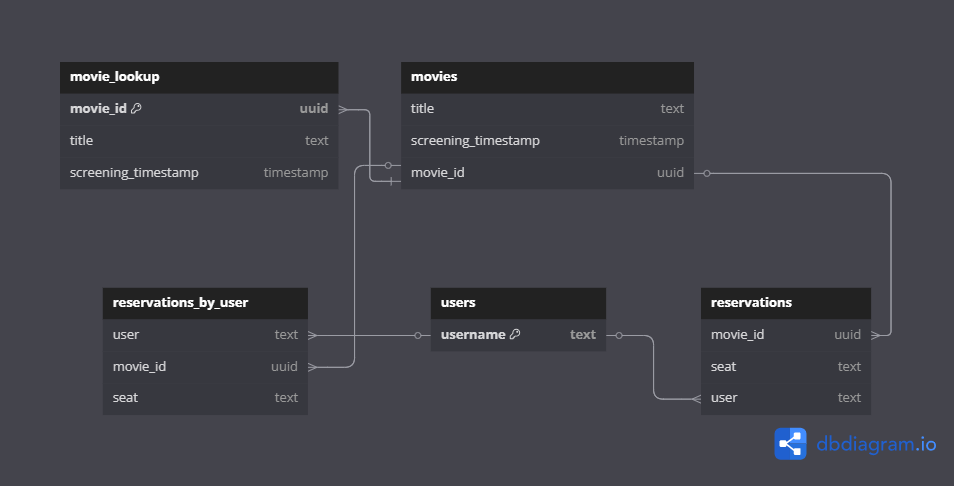 movie_lookup
movie_id uuid
title text
screening_timestamp timestamp
movies
title text
screening_timestamp timestamp
movie_id uuid
reservations_by_user
user text
movie_id uuid
seat text
users
username text
reservations
movie_id uuid
seat text
user text
dbdiagram.io